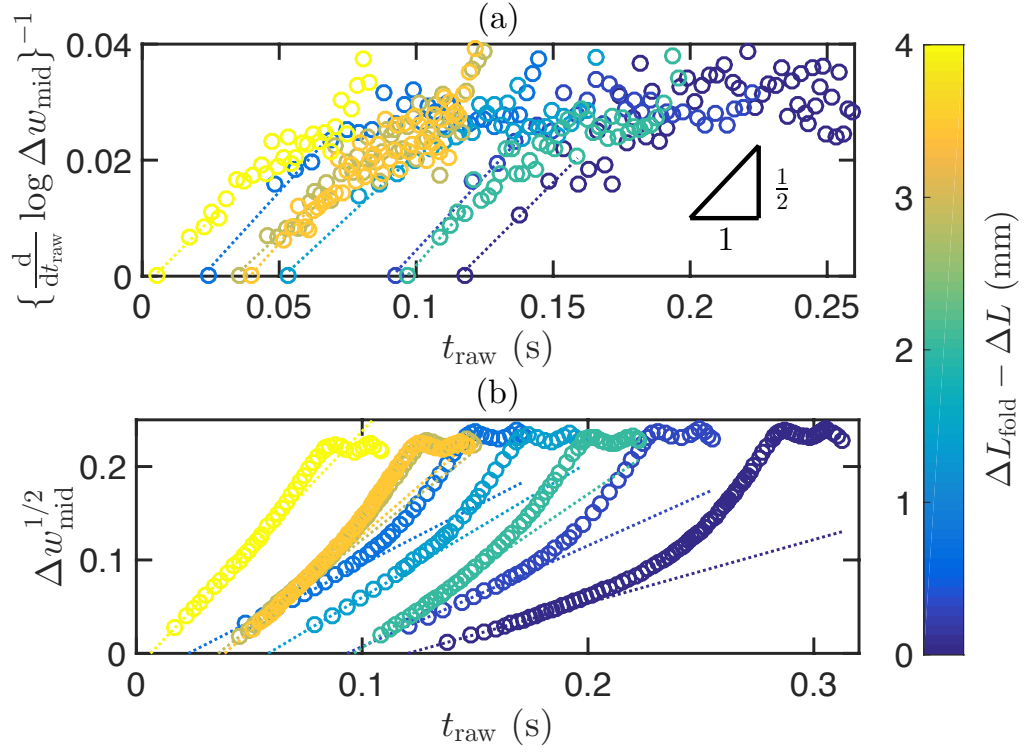 (a)
{d/dt_raw log Δw_mid}^−1
0.04
0.02
0
0 0.05 0.1 0.15 0.2 0.25
t_raw (s)
1/2
1
(b)
Δw_mid^1/2
0.2
0.1
0
0 0.1 0.2 0.3
t_raw (s)
4
3
2
1
0
ΔL_fold − ΔL (mm)